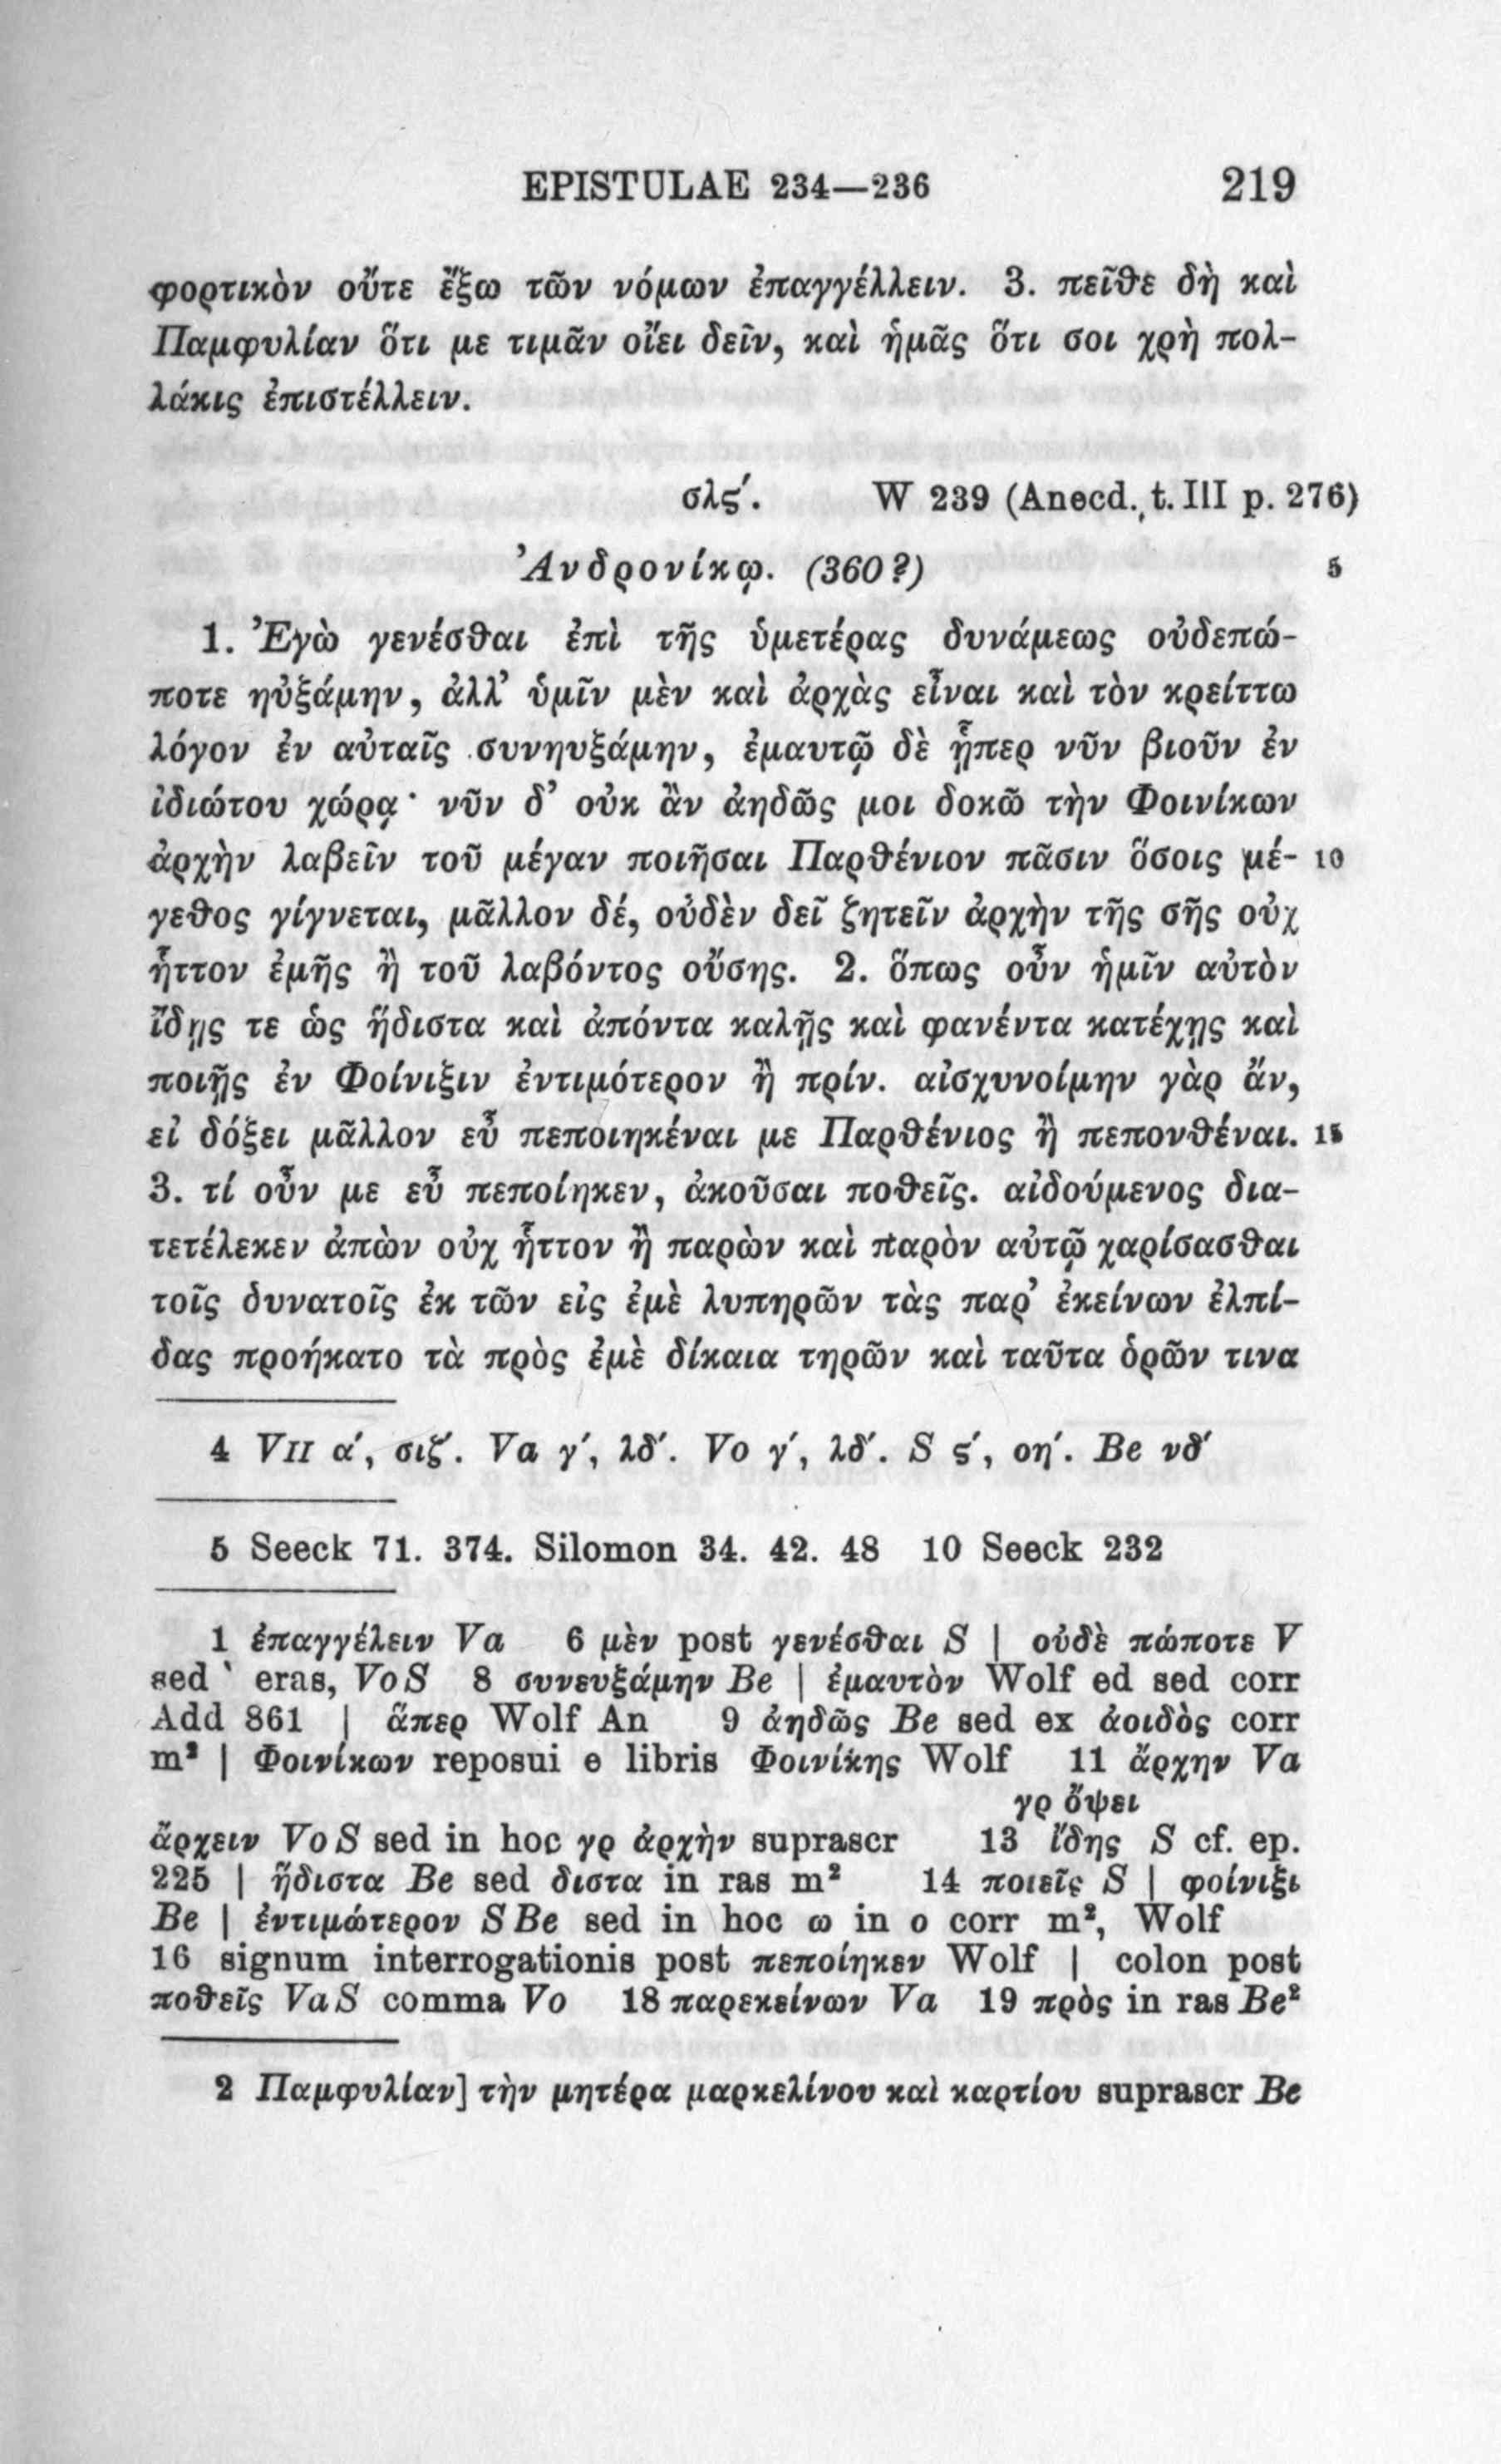 EPISTULAE 234—236 219
φορτικὸν οὔτε ἔξω τῶν νόμων ἐπαγγέλλειν. 3. πεῖθε δὴ καὶ
Παμφυλίαν ὅτι με τιμᾶν οἴει δεῖν, καὶ ἡμᾶς ὅτι σοι χρὴ πολ-
λάκις ἐπιστέλλειν.
σλϛ′. W 239 (Anecd. t. III p. 276)
Ἀνδρονίκῳ. (360?) 5
1. Ἐγὼ γενέσθαι ἐπὶ τῆς ὑμετέρας δυνάμεως οὐδεπώ-
ποτε ηὐξάμην, ἀλλ’ ὑμῖν μὲν καὶ ἀρχὰς εἶναι καὶ τὸν κρείττω
λόγον ἐν αὐταῖς συνηυξάμην, ἐμαυτῷ δὲ ᾗπερ νῦν βιοῦν ἐν
ἰδιώτου χώρᾳ· νῦν δ’ οὐκ ἂν ἀηδῶς μοι δοκῶ τὴν Φοινίκων
ἀρχὴν λαβεῖν τοῦ μέγαν ποιῆσαι Παρθένιον πᾶσιν ὅσοις μέ- 10
γεθος γίγνεται, μᾶλλον δέ, οὐδὲν δεῖ ζητεῖν ἀρχὴν τῆς σῆς οὐχ
ἧττον ἐμῆς ἢ τοῦ λαβόντος οὔσης. 2. ὅπως οὖν ἡμῖν αὐτὸν
ἴδῃς τε ὡς ἥδιστα καὶ ἀπόντα καλῇς καὶ φανέντα κατέχῃς καὶ
ποιῇς ἐν Φοίνιξιν ἐντιμότερον ἢ πρίν. αἰσχυνοίμην γὰρ ἄν,
εἰ δόξει μᾶλλον εὖ πεποιηκέναι με Παρθένιος ἢ πεπονθέναι. 15
3. τί οὖν με εὖ πεποίηκεν, ἀκοῦσαι ποθεῖς. αἰδούμενος δια-
τετέλεκεν ἀπὼν οὐχ ἧττον ἢ παρὼν καὶ παρὸν αὐτῷ χαρίσασθαι
τοῖς δυνατοῖς ἐκ τῶν εἰς ἐμὲ λυπηρῶν τὰς παρ’ ἐκείνων ἐλπί-
δας προήκατο τὰ πρὸς ἐμὲ δίκαια τηρῶν καὶ ταῦτα ὁρῶν τινα
4 VII α′, σιζ′. Va γ′, λδ′. Vo γ′, λδ′. S ϛ′, οη′. Be νδ′
5 Seeck 71. 374. Silomon 34. 42. 48 10 Seeck 232
1 ἐπαγγέλειν Va 6 μὲν post γενέσθαι S | οὐδὲ πώποτε V
sed ` eras, VoS 8 συνευξάμην Be | ἐμαυτὸν Wolf ed sed corr
Add 861 | ἅπερ Wolf An 9 ἀηδῶς Be sed ex ἀοιδὸς corr
m² | Φοινίκων reposui e libris Φοινίκης Wolf 11 ἄρχην Va
γρ ὄψει
ἄρχειν VoS sed in hoc γρ ἀρχὴν suprascr 13 ἴδης S cf. ep.
225 | ἥδιστα Be sed διστα in ras m² 14 ποιεῖς S | φοίνιξι
Be | ἐντιμώτερον S Be sed in hoc ω in ο corr m², Wolf
16 signum interrogationis post πεποίηκεν Wolf | colon post
ποθεῖς VaS comma Vo 18 παρεκείνων Va 19 πρὸς in ras Be²
2 Παμφυλίαν] τὴν μητέρα μαρκελίνου καὶ καρτίου suprascr Be